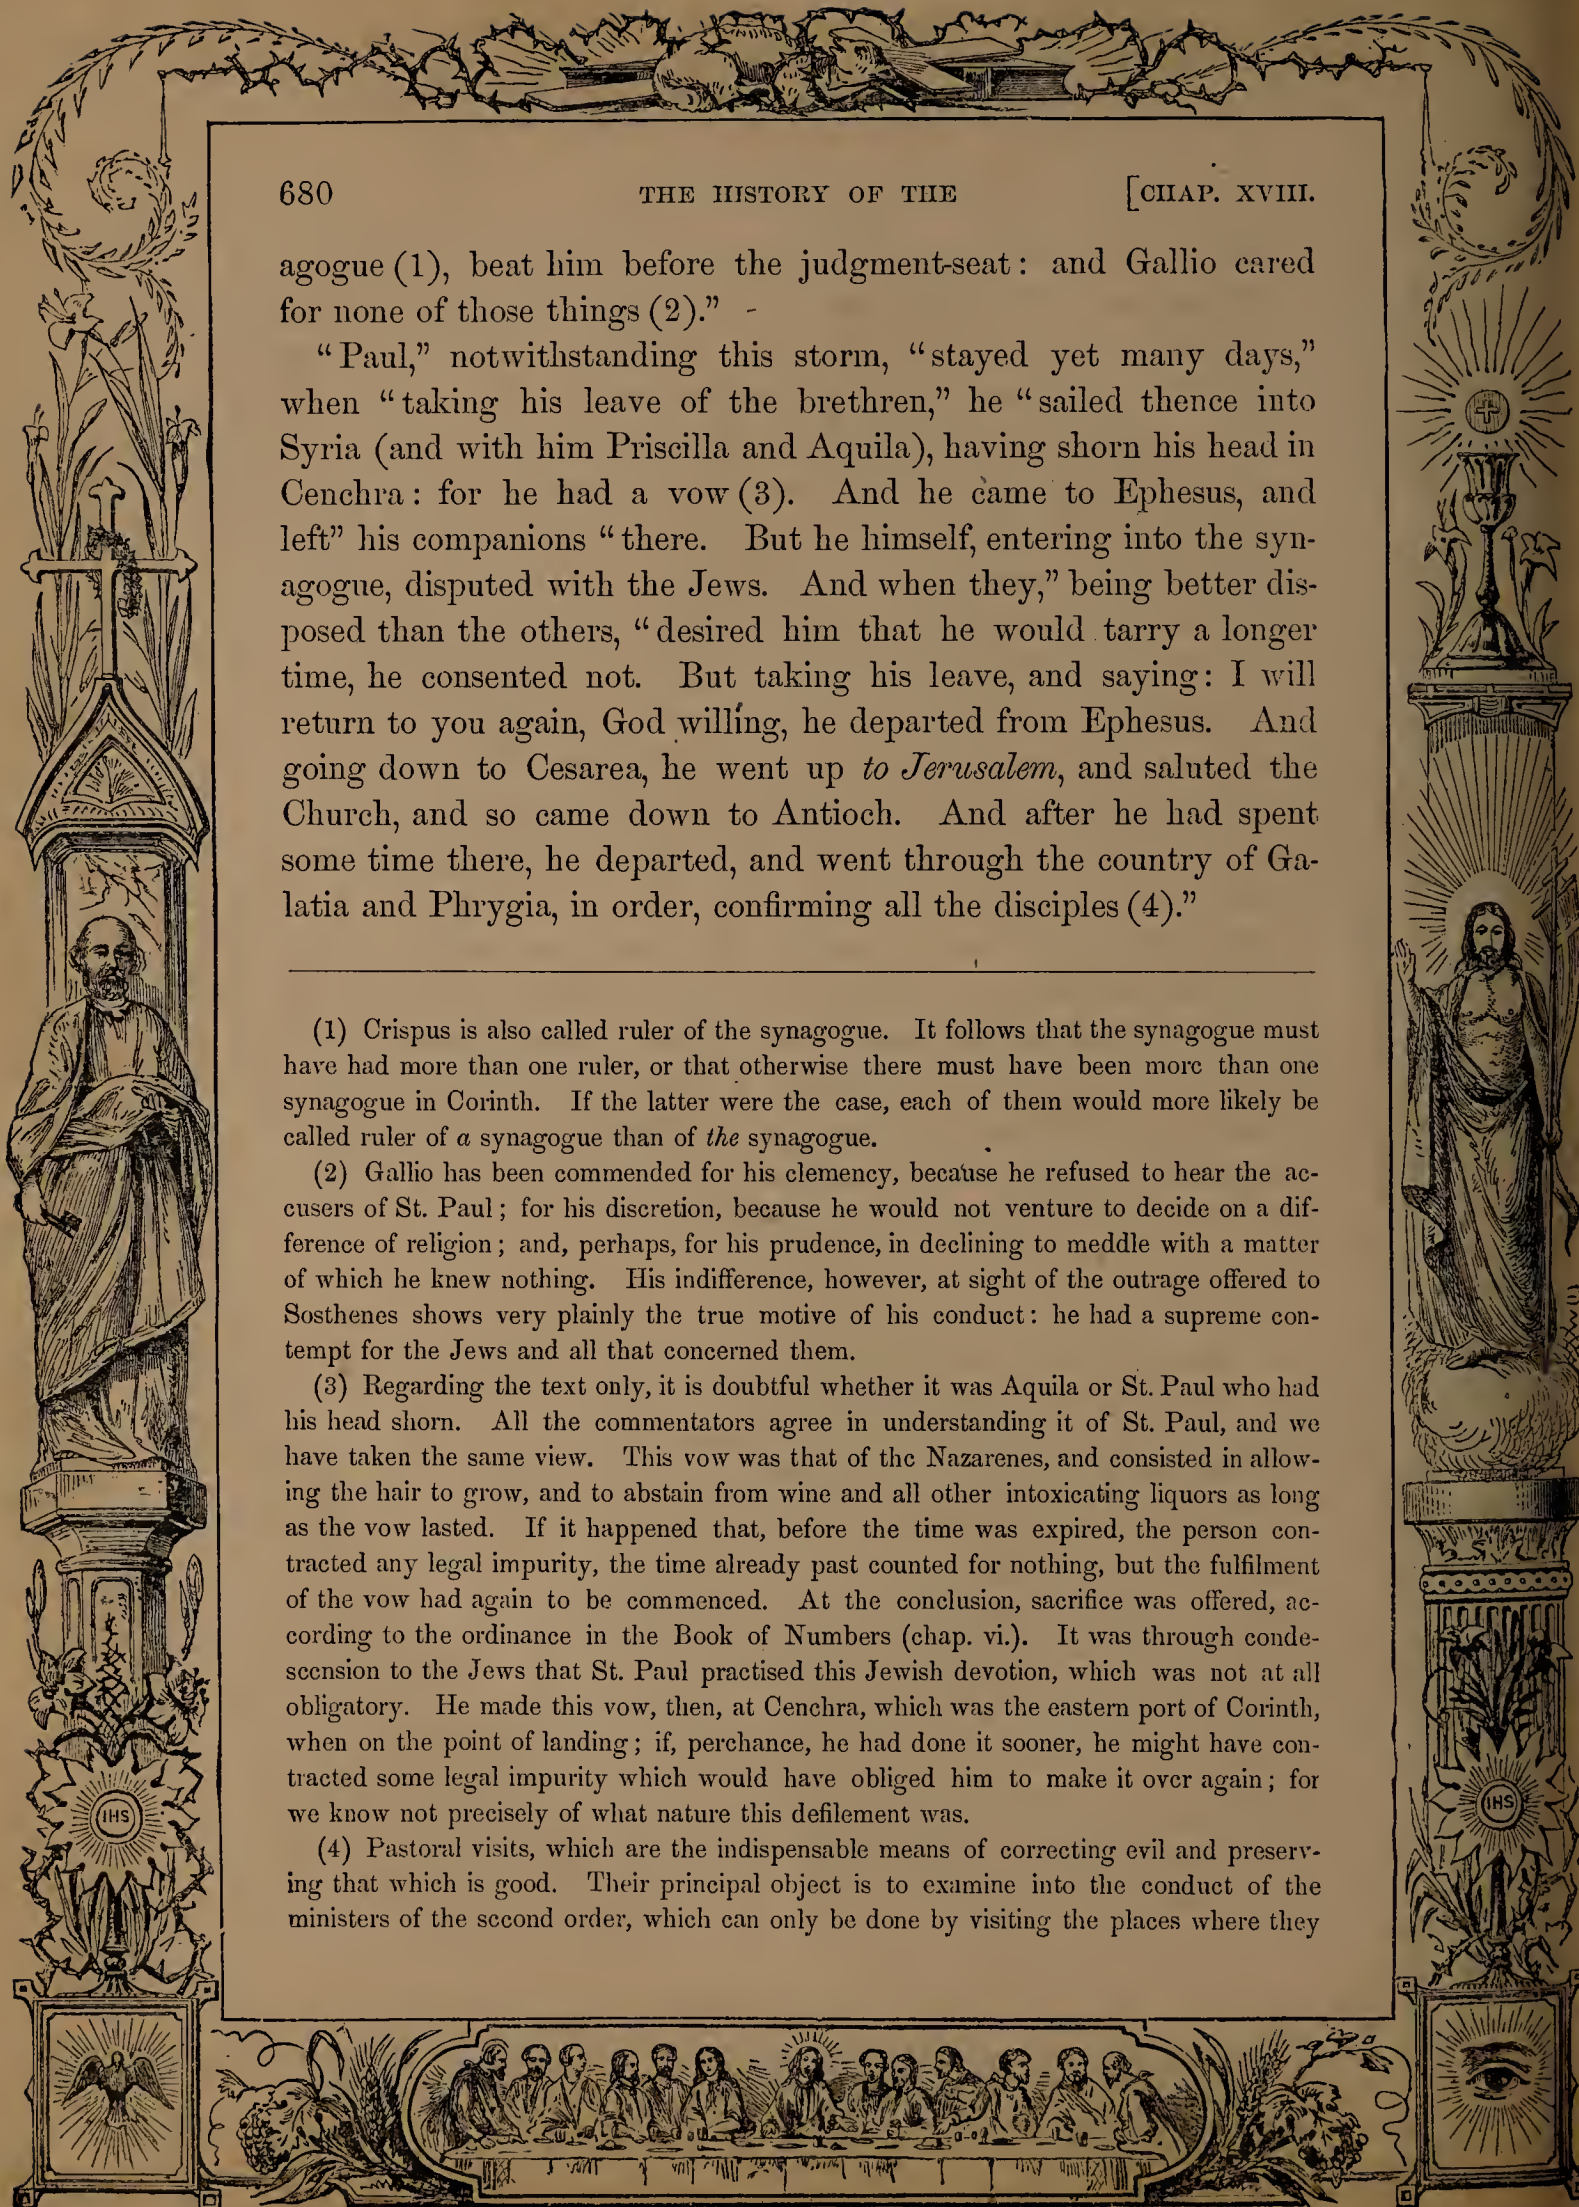 680 THE HISTORY OF THE [CHAP. XVIII.
agogue (1), beat him before the judgment-seat: and Gallio cared
for none of those things (2).”
“Paul,” notwithstanding this storm, “stayed yet many days,”
when “taking his leave of the brethren,” he “sailed thence into
Syria (and with him Priscilla and Aquila), having shorn his head in
Cenchra: for he had a vow (3). And he came to Ephesus, and
left” his companions “there. But he himself, entering into the syn-
agogue, disputed with the Jews. And when they,” being better dis-
posed than the others, “desired him that he would tarry a longer
time, he consented not. But taking his leave, and saying: I will
return to you again, God willing, he departed from Ephesus. And
going down to Cesarea, he went up to Jerusalem, and saluted the
Church, and so came down to Antioch. And after he had spent
some time there, he departed, and went through the country of Ga-
latia and Phrygia, in order, confirming all the disciples (4).”
(1) Crispus is also called ruler of the synagogue. It follows that the synagogue must
have had more than one ruler, or that otherwise there must have been more than one
synagogue in Corinth. If the latter were the case, each of them would more likely be
called ruler of a synagogue than of the synagogue.
(2) Gallio has been commended for his clemency, because he refused to hear the ac-
cusers of St. Paul; for his discretion, because he would not venture to decide on a dif-
ference of religion; and, perhaps, for his prudence, in declining to meddle with a matter
of which he knew nothing. His indifference, however, at sight of the outrage offered to
Sosthenes shows very plainly the true motive of his conduct: he had a supreme con-
tempt for the Jews and all that concerned them.
(3) Regarding the text only, it is doubtful whether it was Aquila or St. Paul who had
his head shorn. All the commentators agree in understanding it of St. Paul, and we
have taken the same view. This vow was that of the Nazarenes, and consisted in allow-
ing the hair to grow, and to abstain from wine and all other intoxicating liquors as long
as the vow lasted. If it happened that, before the time was expired, the person con-
tracted any legal impurity, the time already past counted for nothing, but the fulfilment
of the vow had again to be commenced. At the conclusion, sacrifice was offered, ac-
cording to the ordinance in the Book of Numbers (chap. vi.). It was through conde-
scension to the Jews that St. Paul practised this Jewish devotion, which was not at all
obligatory. He made this vow, then, at Cenchra, which was the eastern port of Corinth,
when on the point of landing; if, perchance, he had done it sooner, he might have con-
tracted some legal impurity which would have obliged him to make it over again; for
we know not precisely of what nature this defilement was.
(4) Pastoral visits, which are the indispensable means of correcting evil and preserv-
ing that which is good. Their principal object is to examine into the conduct of the
ministers of the second order, which can only be done by visiting the places where they
IHS
IHS